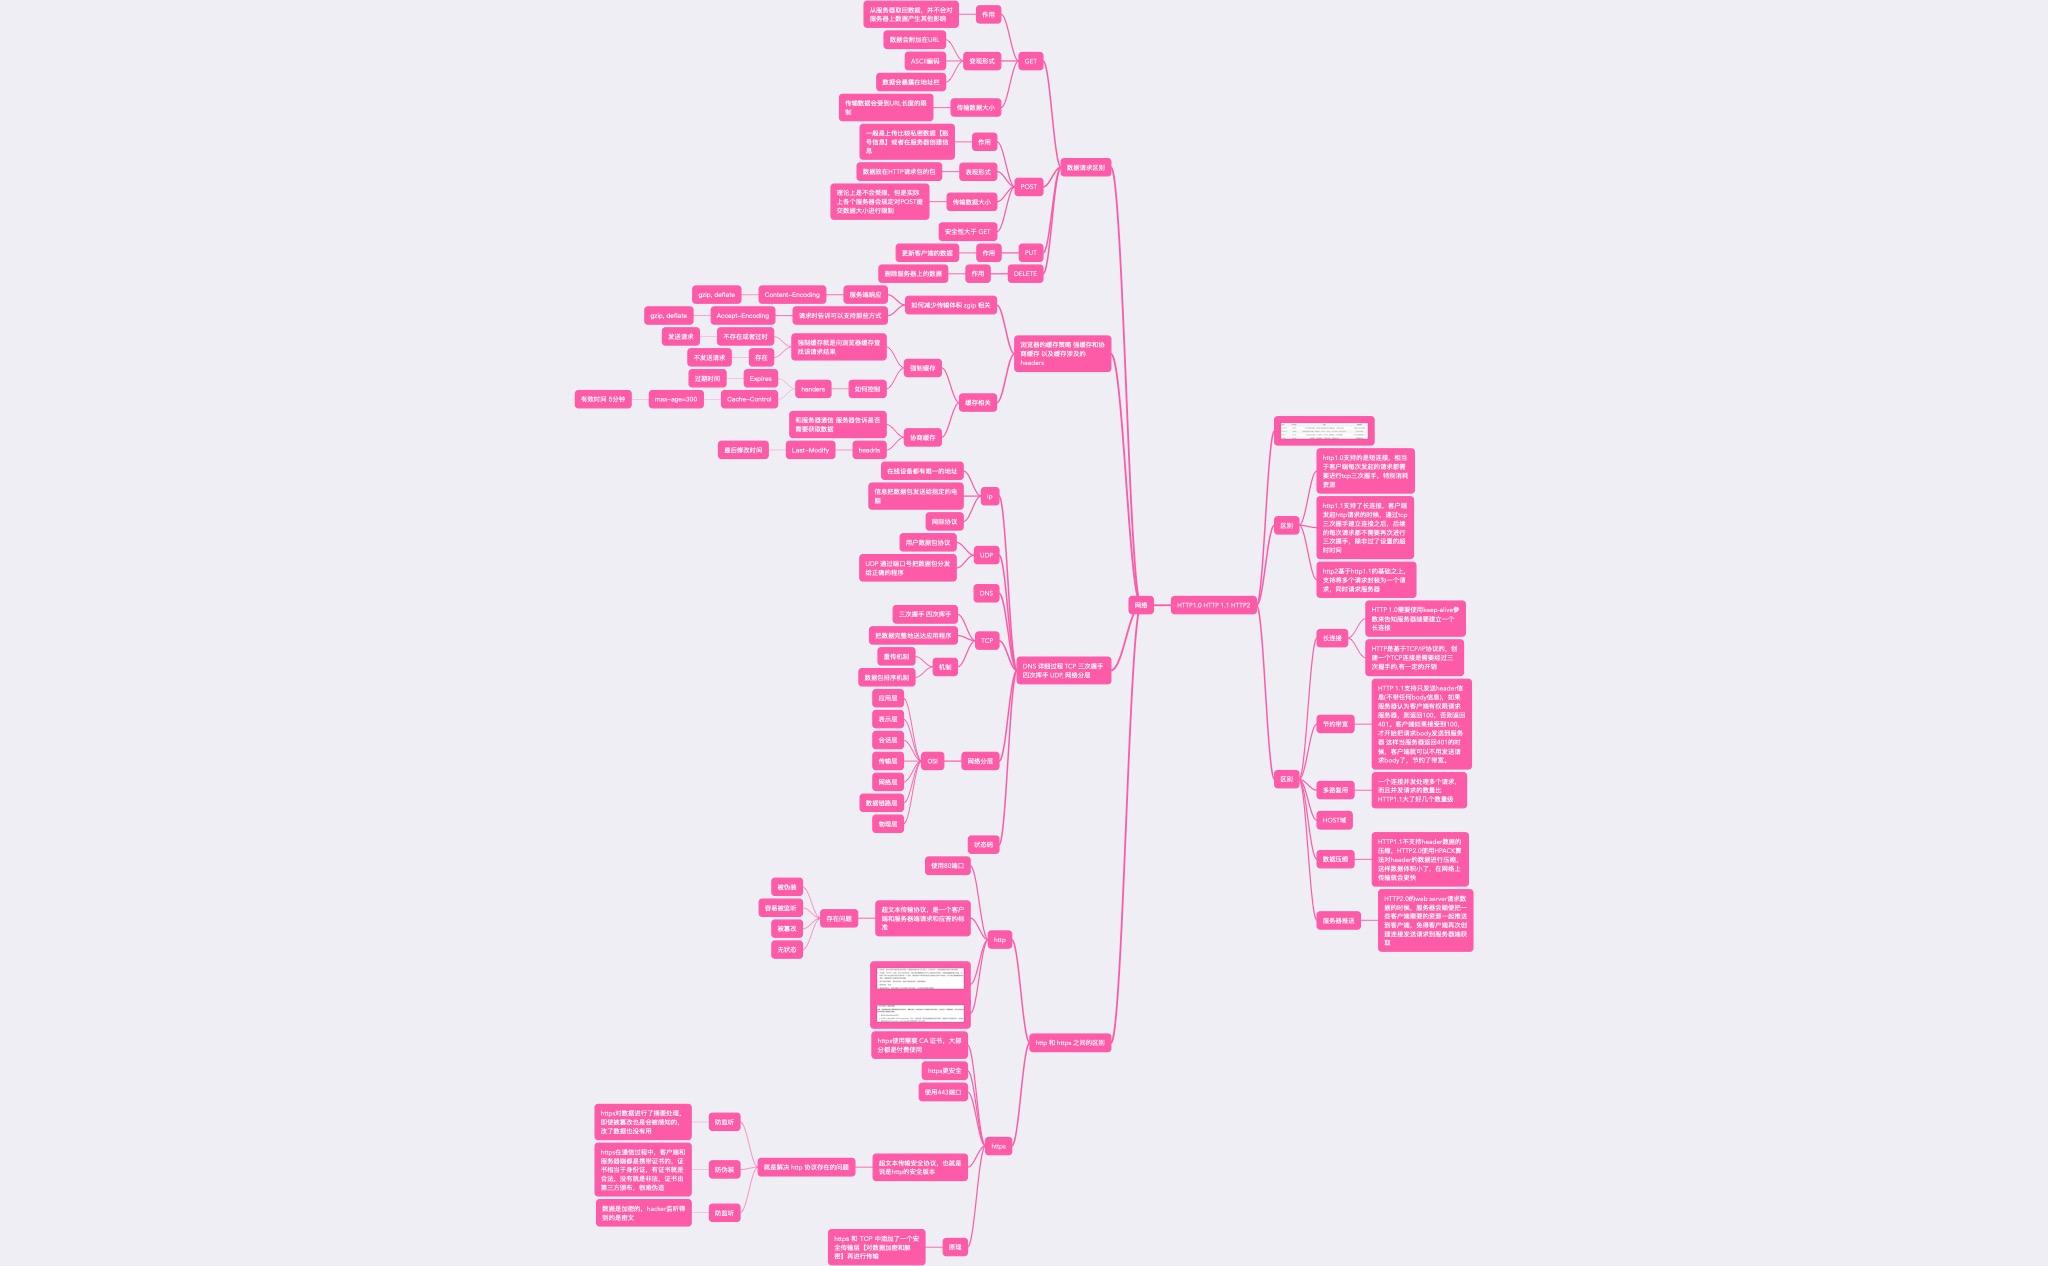 从服务器取回数据，并不会对
服务器上数据产生其他影响
作用
数据会附加在URL
ASCII编码
数据会暴露在地址栏
变现形式
GET
传输数据会受到URL长度的限
制
传输数据大小
一般是上传比较私密数据【账
号信息】或者在服务器创建信
息
作用
数据放在HTTP请求包的包
表现形式
POST
理论上是不会受限，但是实际
上各个服务器会规定对POST提
交数据大小进行限制
传输数据大小
安全性大于 GET
更新客户端的数据
作用
PUT
删除服务器上的数据
作用
DELETE
数据请求区别
gzip, deflate
Content-Encoding
服务端响应
gzip, deflate
Accept-Encoding
请求时告诉可以支持那些方式
如何减少传输体积 zgip 相关
发送请求
不存在或者过时
不发送请求
存在
强制缓存就是向浏览器缓存查
找该请求结果
过期时间
Expires
有效时间 5分钟
mas-age=300
Cache-Control
handers
如何控制
强制缓存
缓存相关
和服务器通信 服务器告诉是否
需要获取数据
最后修改时间
Last-Modify
headrls
协商缓存
浏览器的缓存策略 强缓存和协
商缓存 以及缓存涉及的
headers
在线设备都有唯一的地址
信息把数据包发送给指定的电
脑
网际协议
ip
用户数据包协议
UDP 通过端口号把数据包分发
给正确的程序
UDP
DNS
三次握手 四次挥手
把数据完整地送达应用程序
重传机制
数据包排序机制
机制
TCP
应用层
表示层
会话层
传输层
网络层
数据链路层
物理层
OSI
网络分层
状态码
DNS 详细过程 TCP 三次握手
四次挥手 UDP, 网络分层
使用80端口
被伪装
容易被监听
被篡改
无状态
存在问题
超文本传输协议，是一个客户
端和服务器端请求和应答的标
准
http
https使用需要 CA 证书，大部
分都是付费使用
https更安全
使用443端口
https对数据进行了摘要处理，
即使被篡改也是会被感知的，
改了数据也没有用
防监听
https在通信过程中，客户端和
服务器端都是携带证书的，证
书相当于身份证，有证书就是
合法，没有就是非法，证书由
第三方颁布，很难伪造
防伪装
数据是加密的，hacker监听得
到的是密文
防监听
就是解决 http 协议存在的问题
超文本传输安全协议，也就是
说是http的安全版本
https
https 和 TCP 中添加了一个安
全传输层【对数据加密和解
密】再进行传输
原理
http 和 https 之间的区别
网络
HTTP1.0 HTTP 1.1 HTTP2
http1.0支持的是短连接，相当
于客户端每次发起的请求都需
要进行tcp三次握手，特别消耗
资源
http1.1支持了长连接，客户端
发起http请求的时候，通过tcp
三次握手建立连接之后，后续
的每次请求都不需要再次进行
三次握手，除非过了设置的超
时时间
http2基于http1.1的基础之上，
支持将多个请求封装为一个请
求，同时请求服务器
区别
HTTP 1.0需要使用keep-alive参
数来告知服务器端要建立一个
长连接
HTTP是基于TCP/IP协议的，创
建一个TCP连接是需要经过三
次握手的,有一定的开销
长连接
HTTP 1.1支持只发送header信
息(不带任何body信息)，如果
服务器认为客户端有权限请求
服务器，则返回100，否则返回
401。客户端如果接受到100，
才开始把请求body发送到服务
器 这样当服务器返回401的时
候，客户端就可以不用发送请
求body了，节约了带宽。
节约带宽
一个连接并发处理多个请求，
而且并发请求的数量比
HTTP1.1大了好几个数量级
多路复用
HOST域
HTTP1.1不支持header数据的
压缩，HTTP2.0使用HPACK算
法对header的数据进行压缩，
这样数据体积小了，在网络上
传输就会更快
数据压缩
HTTP2.0的web server请求数
据的时候，服务器会顺便把一
些客户端需要的资源一起推送
到客户端，免得客户端再次创
建连接发送请求到服务器端获
取
服务器推送
区别